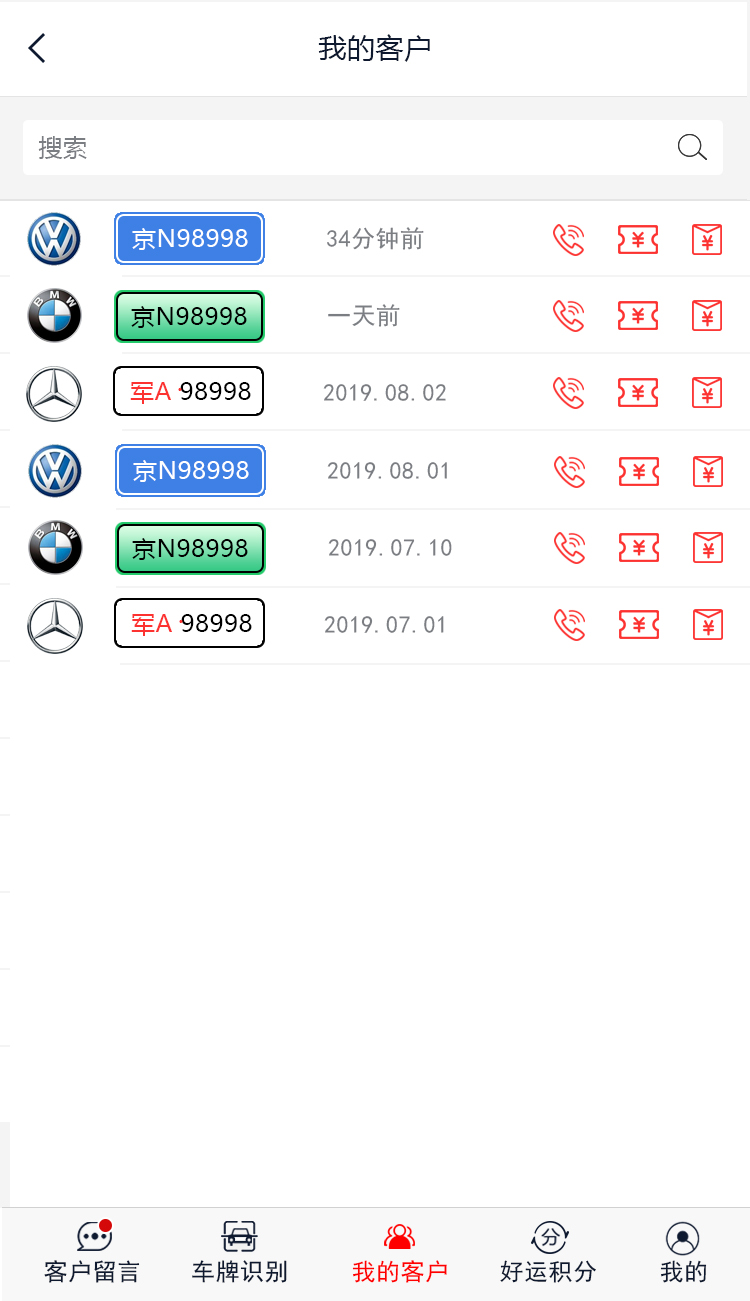 我的客户
搜索
京N98998 34分钟前 ¥ ¥
BMW 京N98998 一天前 ¥ ¥
军A 98998 2019.08.02 ¥ ¥
京N98998 2019.08.01 ¥ ¥
BMW 京N98998 2019.07.10 ¥ ¥
军A 98998 2019.07.01 ¥ ¥
分
客户留言 车牌识别 我的客户 好运积分 我的